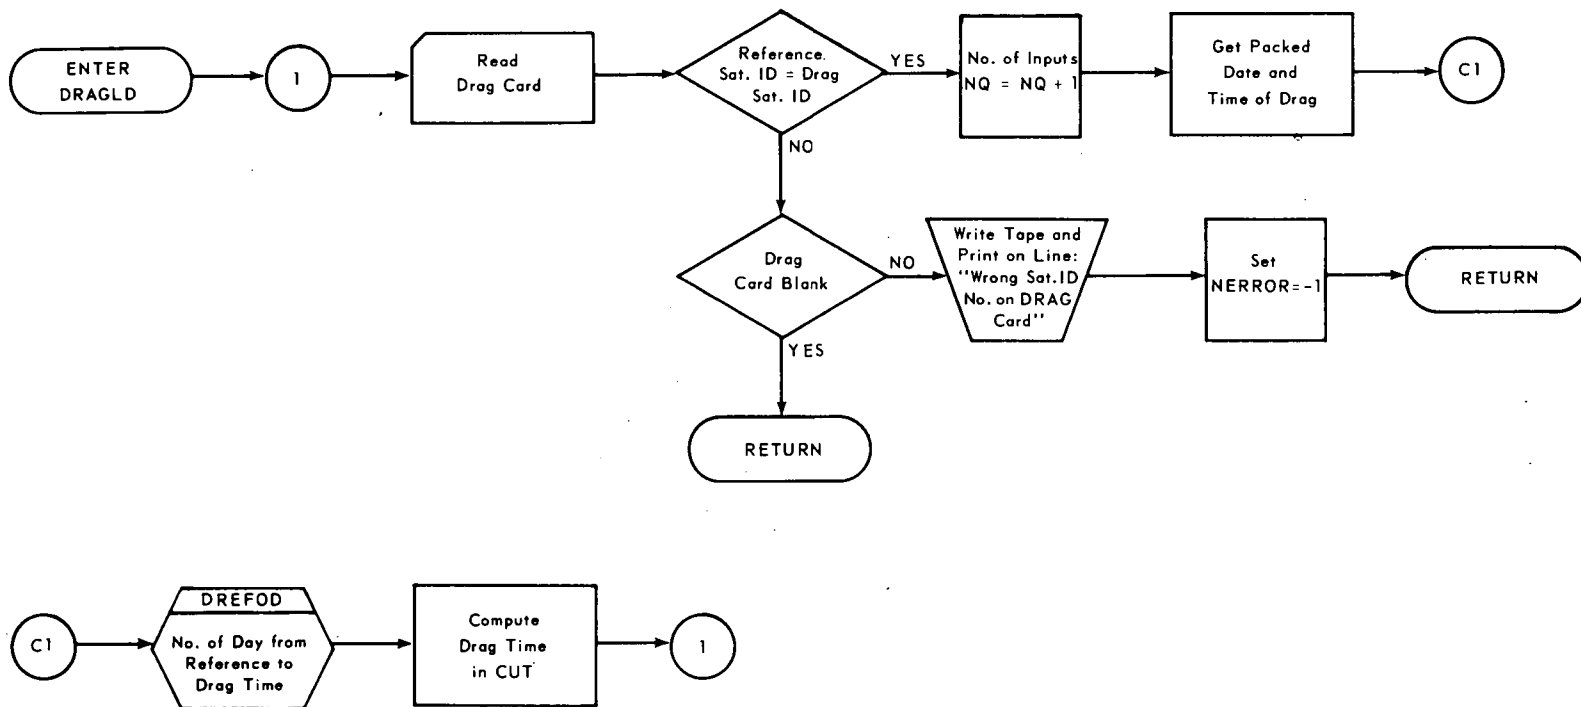 ENTER
DRAGLD
1
Read
Drag Card
Reference.
Sat. ID = Drag
Sat. ID
YES
No. of Inputs
NQ = NQ + 1
Get Packed
Date and
Time of Drag
C1
NO
Drag
Card Blank
NO
Write Tape and
Print on Line:
"Wrong Sat.ID
No. on DRAG
Card"
Set
NERROR=-1
RETURN
YES
RETURN
C1
DREFOD
No. of Day from
Reference to
Drag Time
Compute
Drag Time
in CUT
1